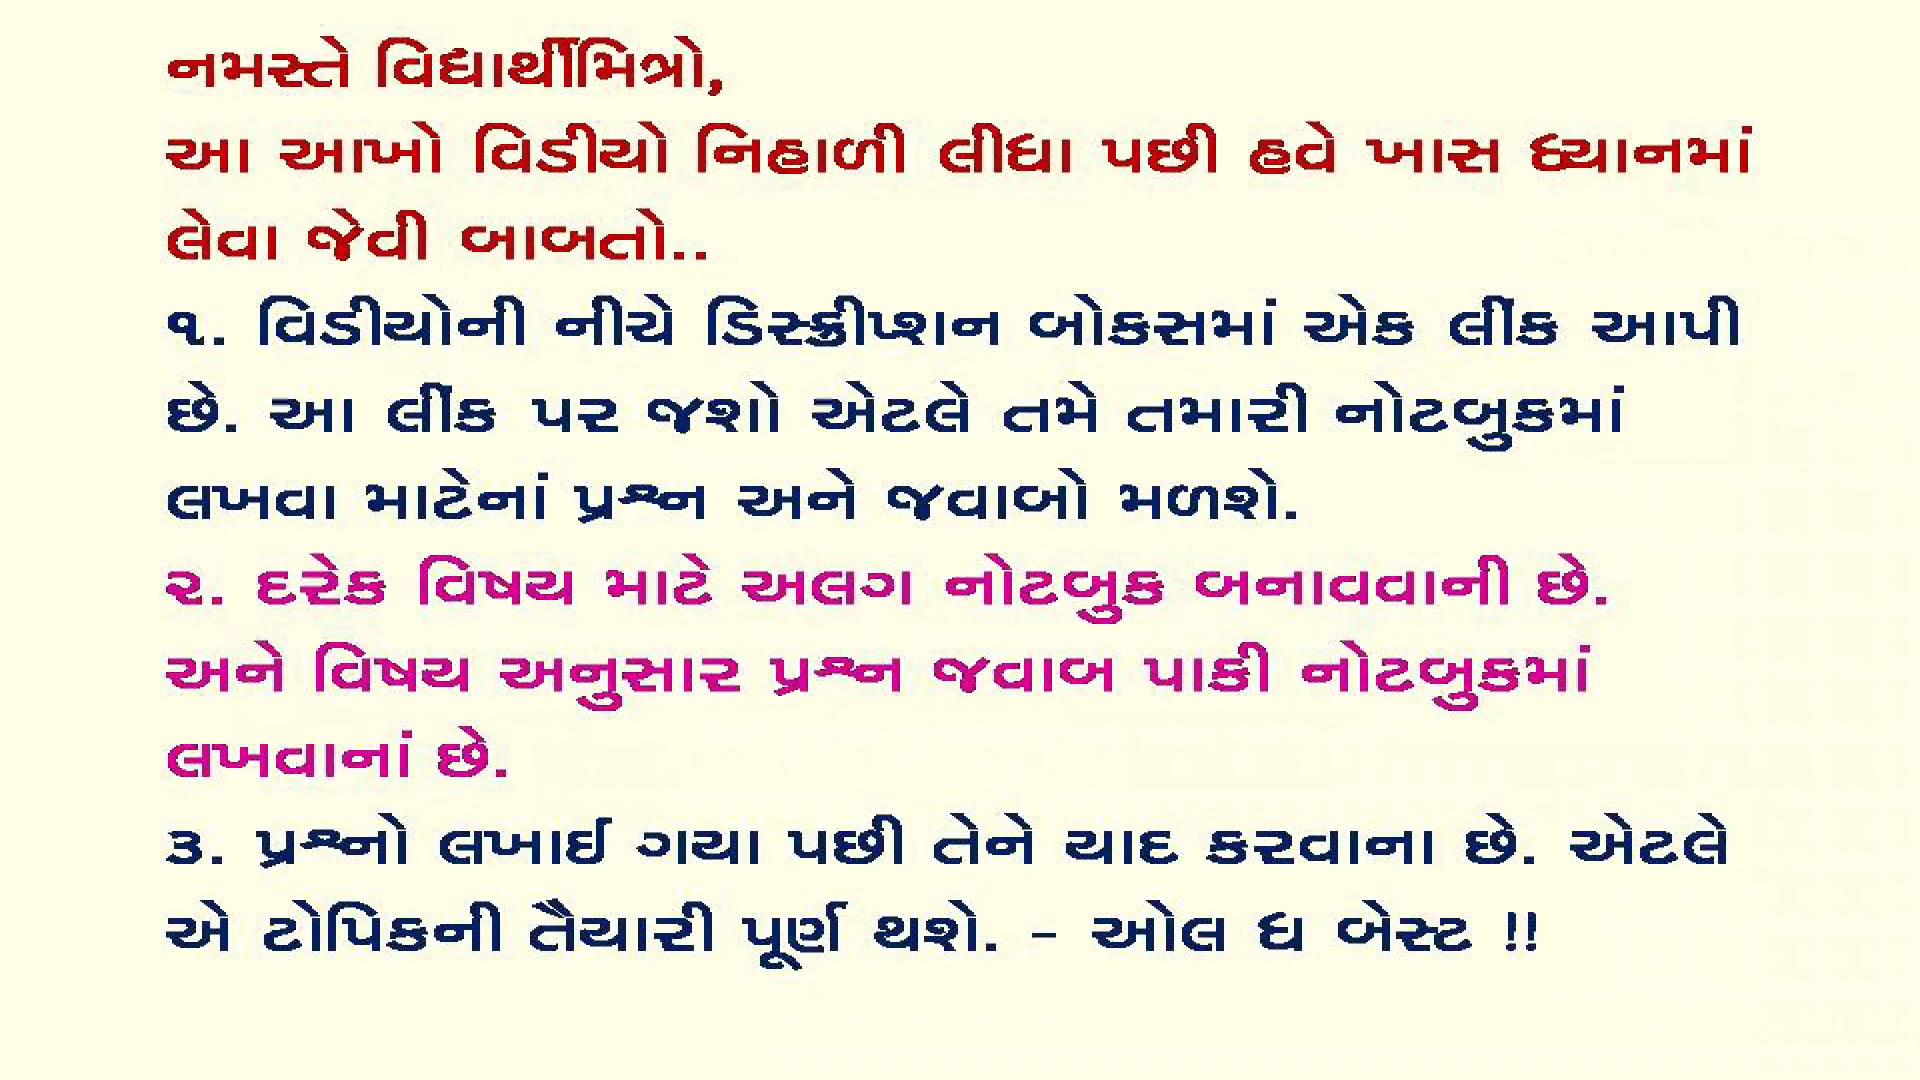 નમસ્તે વિદ્યાર્થીમિત્રો,
આ આખો વિડીયો નિહાળી લીધા પછી હવે ખાસ ધ્યાનમાં
લેવા જેવી બાબતો..
૧. વિડીયોની નીચે ડિસ્ક્રીપ્શન બોકસમાં એક લીંક આપી
છે. આ લીંક પર જશો એટલે તમે તમારી નોટબુકમાં
લખવા માટેનાં પ્રશ્ન અને જવાબો મળશે.
૨. દરેક વિષય માટે અલગ નોટબુક બનાવવાની છે.
અને વિષય અનુસાર પ્રશ્ન જવાબ પાકી નોટબુકમાં
લખવાનાં છે.
૩. પ્રશ્નો લખાઈ ગયા પછી તેને યાદ કરવાના છે. એટલે
એ ટોપિકની તૈયારી પૂર્ણ થશે. - ઓલ ધ બેસ્ટ !!